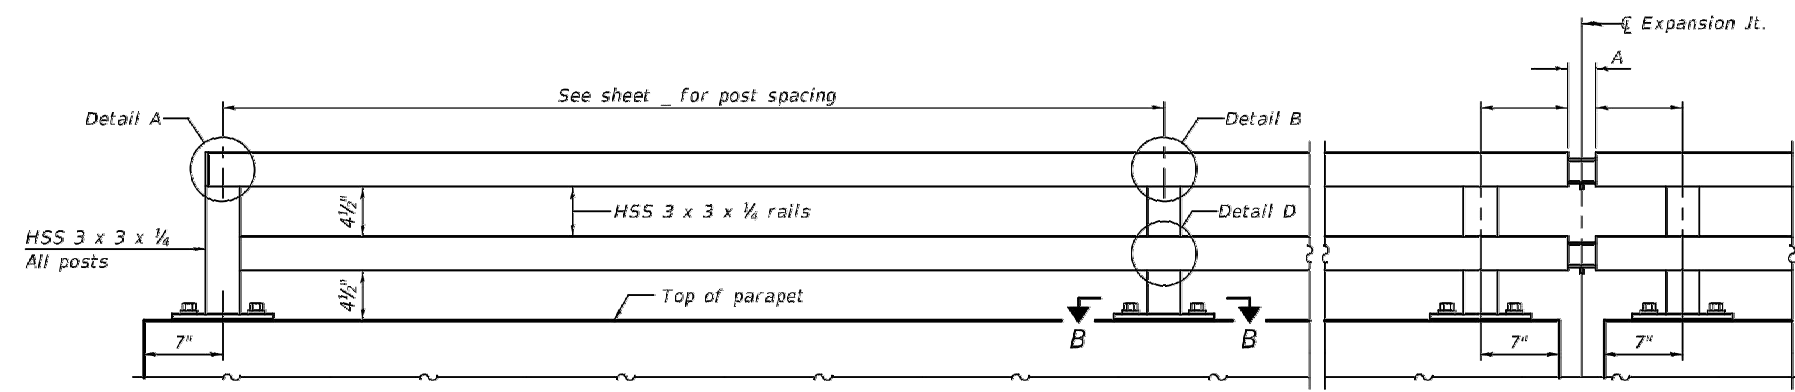 ℄ Expansion Jt.
A
See sheet _ for post spacing
Detail A
Detail B
4½"
HSS 3 x 3 x ¼ rails
Detail D
HSS 3 x 3 x ¼
All posts
4½"
Top of parapet
B
B
7"
7"
7"